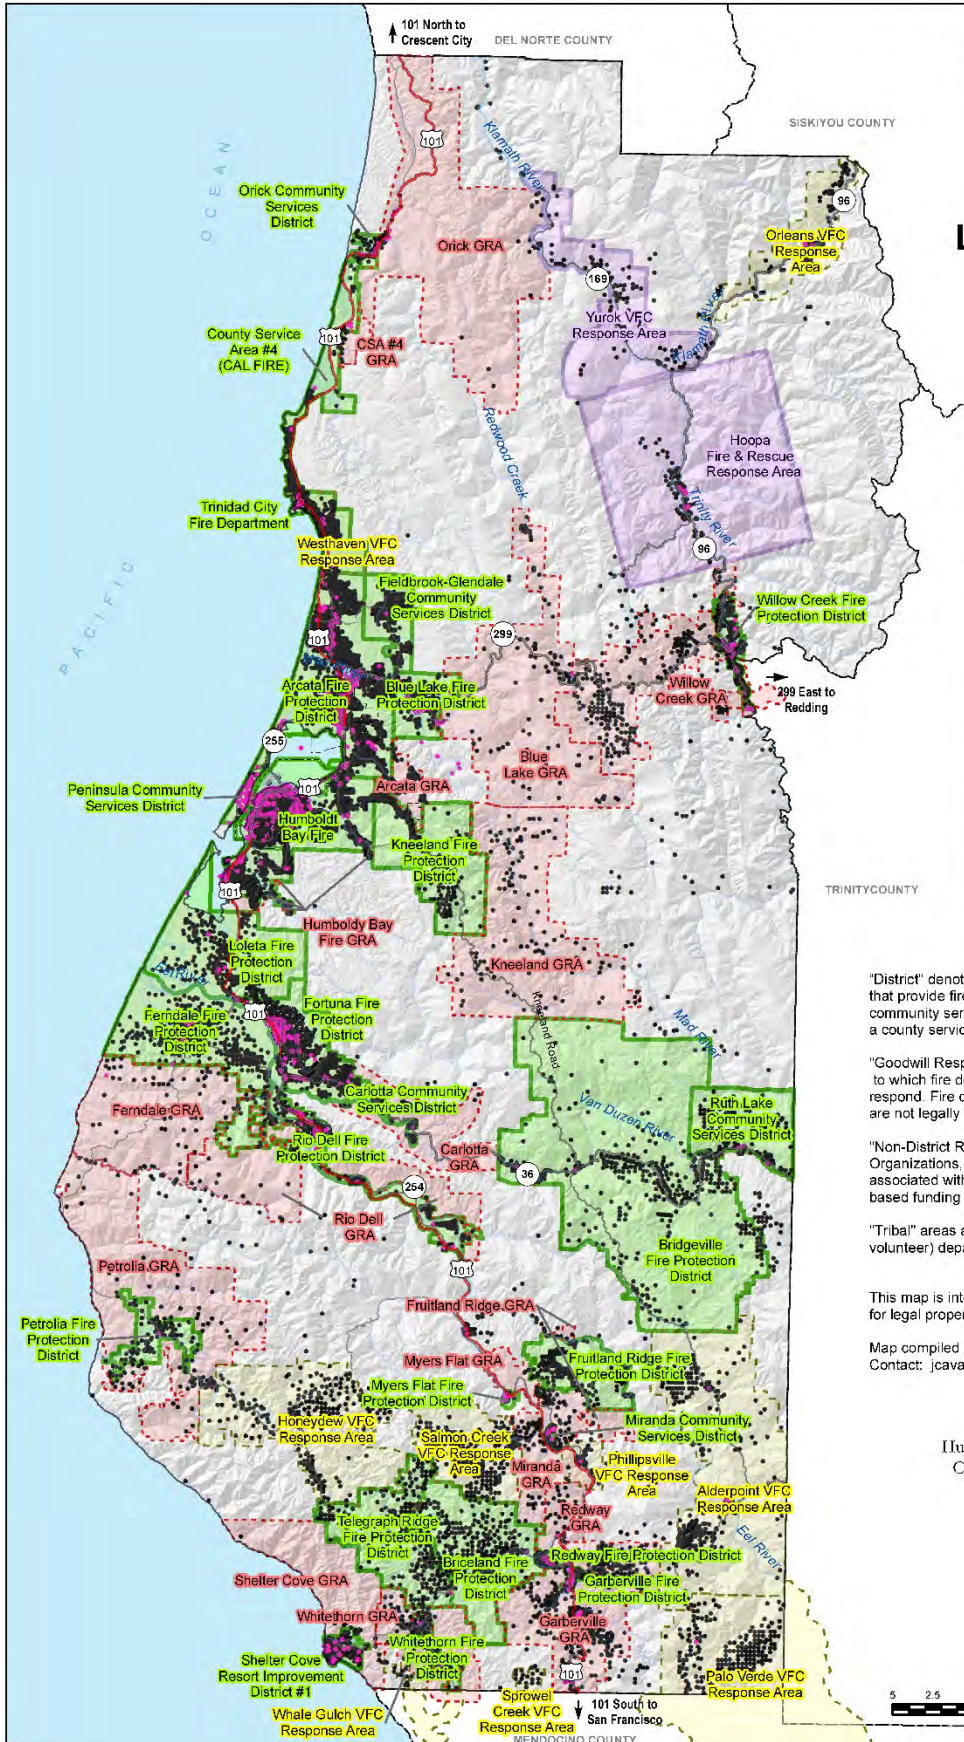 101 North to
Crescent City
DEL NORTE COUNTY
SISKIYOU COUNTY
101
Klamath River
OCEAN
Orick Community
Services
District
96
Orleans VFC
Response
Area
Orick GRA
169
Yurok VFC
Response Area
Klamath River
L
County Service
Area #4
(CAL FIRE)
101
CSA #4
GRA
Redwood Creek
Hoopa
Fire & Rescue
Response Area
Trinity River
Trinidad City
Fire Department
96
Westhaven VFC
Response Area
PACIFIC
Fieldbrook-Glendale
Community
Services District
Willow Creek Fire
Protection District
101
299
Arcata Fire
Protection
District
Blue Lake Fire
Protection District
Willow
Creek GRA
299 East to
Redding
255
Blue
Lake GRA
Peninsula Community
Services District
101
Arcata GRA
Humboldt
Bay Fire
Kneeland Fire
Protection
District
101
TRINITYCOUNTY
Humboldy Bay
Fire GRA
Loleta Fire
Protection
District
Kneeland GRA
Eel River
Kneeland Road
Mad River
"District" denot
that provide fire
community ser
a county servic
101
Fortuna Fire
Protection
District
Ferndale Fire
Protection
District
"Goodwill Resp
to which fire de
respond. Fire d
are not legally
Carlotta Community
Services District
Van Duzen River
Ruth Lake
Community
Services District
Ferndale GRA
Rio Dell Fire
Protection District
Carlotta
GRA
"Non-District R
Organizations,
associated with
based funding
36
254
Rio Dell
GRA
"Tribal" areas a
volunteer) depa
Bridgeville
Fire Protection
District
Petrolia GRA
101
This map is inte
for legal proper
Fruitland Ridge GRA
Petrolia Fire
Protection
District
Map compiled
Contact: jcava
Myers Flat GRA
Fruitland Ridge Fire
Protection District
Myers Flat Fire
Protection District
Honeydew VFC
Response Area
Miranda Community
Services District
Salmon Creek
VFC Response
Area
Hu
C
Miranda
GRA
Phillipsville
VFC Response
Area
Alderpoint VFC
Response Area
Redway
GRA
Telegraph Ridge
Fire Protection
District
Eel River
Redway Fire Protection District
Briceland Fire
Protection
District
Shelter Cove GRA
Garberville Fire
Protection District
Whitethorn GRA
Garberville
GRA
Whitethorn Fire
Protection
District
Shelter Cove
Resort Improvement
District #1
101
Palo Verde VFC
Response Area
Sprowel
Creek VFC
Response Area
Whale Gulch VFC
Response Area
101 South to
San Francisco
5 2.5
MENDOCINO COUNTY